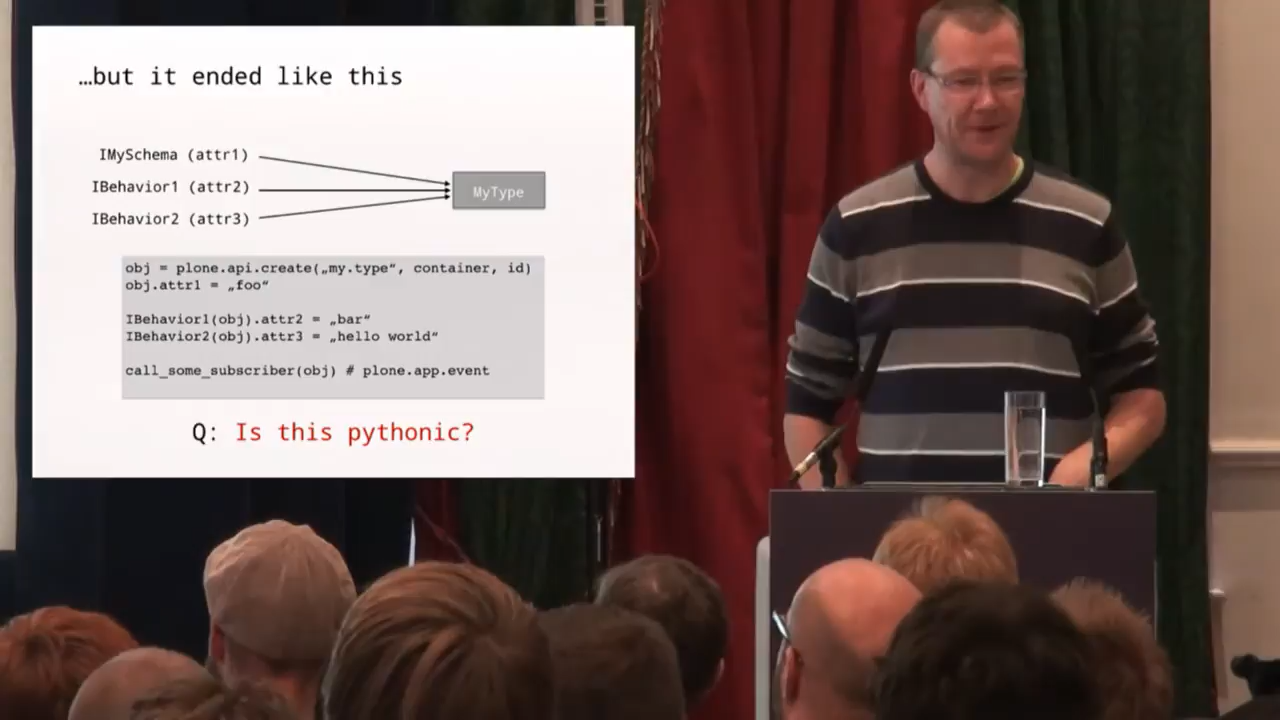 …but it ended like this
IMySchema (attr1)
IBehavior1 (attr2)
IBehavior2 (attr3)
MyType
obj = plone.api.create(„my.type“, container, id)
obj.attr1 = „foo“
IBehavior1(obj).attr2 = „bar“
IBehavior2(obj).attr3 = „hello world“
call_some_subscriber(obj) # plone.app.event
Q: Is this pythonic?